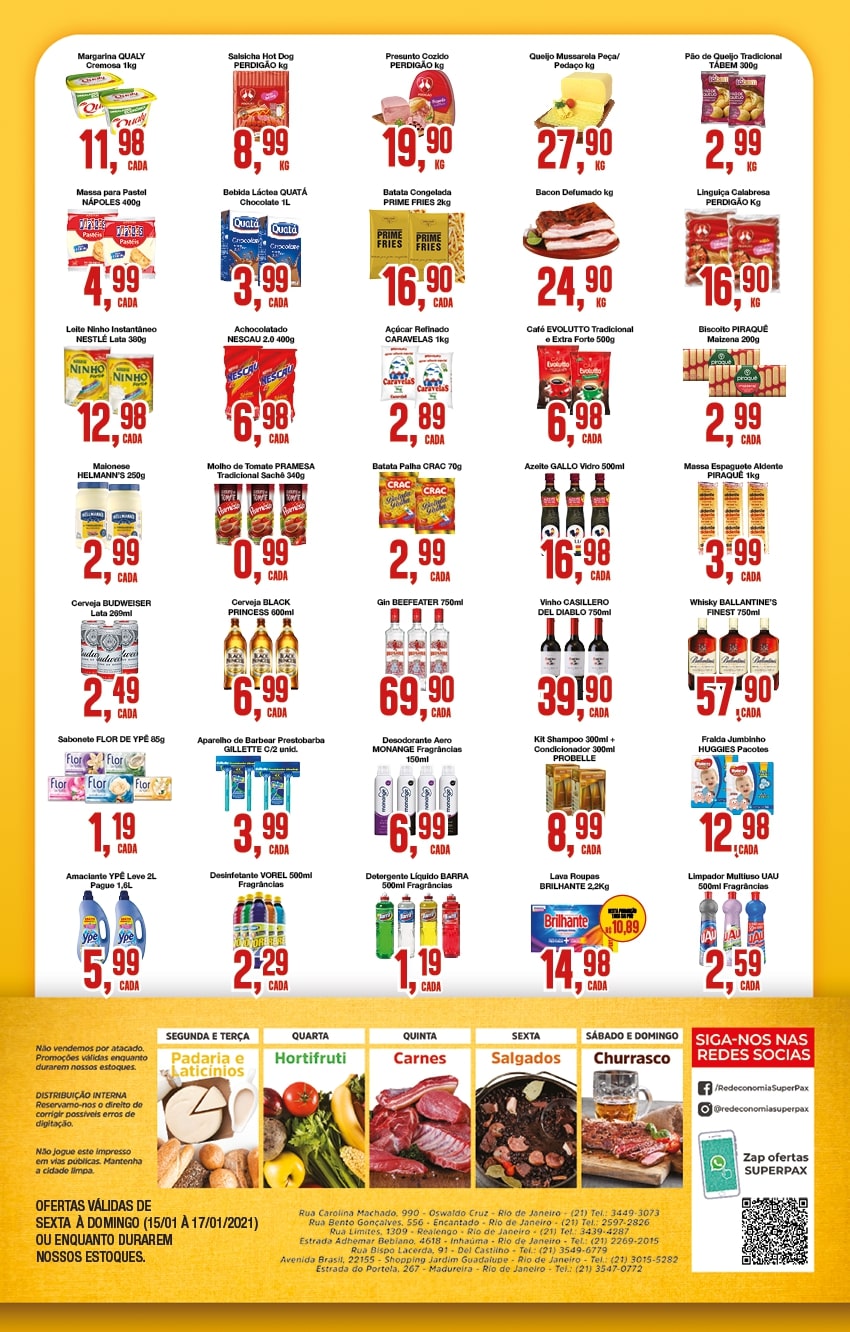 Margarina QUALY
Cremosa 1kg
11,98
CADA
Salsicha Hot Dog
PERDIGÃO kg
8,99
KG
Presunto Cozido
PERDIGÃO kg
19,90
KG
Queijo Mussarela Peça/
Pedaço kg
27,90
KG
Pão de Queijo Tradicional
TÁBEM 300g
2,99
KG
Massa para Pastel
NÁPOLES 400g
4,99
CADA
Bebida Láctea QUATÁ
Chocolate 1L
3,99
CADA
Batata Congelada
PRIME FRIES 2kg
16,90
CADA
Bacon Defumado kg
24,90
KG
Linguiça Calabresa
PERDIGÃO Kg
16,90
KG
Leite Ninho Instantâneo
NESTLÉ Lata 380g
12,98
CADA
Achocolatado
NESCAU 2.0 400g
6,98
CADA
Açúcar Refinado
CARAVELAS 1kg
2,89
CADA
Café EVOLUTTO Tradicional
e Extra Forte 500g
6,98
CADA
Biscoito PIRAQUÊ
Maizena 200g
2,99
CADA
Maionese
HELMANN'S 250g
2,99
CADA
Molho de Tomate PRAMESA
Tradicional Sachê 340g
0,99
CADA
Batata Palha CRAC 70g
2,99
CADA
Azeite GALLO Vidro 500ml
16,98
CADA
Massa Espaguete Aldente
PIRAQUÊ 1kg
3,99
CADA
Cerveja BUDWEISER
Lata 269ml
2,49
CADA
Cerveja BLACK
PRINCESS 600ml
6,99
CADA
Gin BEEFEATER 750ml
69,90
CADA
Vinho CASILLERO
DEL DIABLO 750ml
39,90
CADA
Whisky BALLANTINE'S
FINEST 750ml
57,90
CADA
Sabonete FLOR DE YPÊ 85g
1,19
CADA
Aparelho de Barbear Prestobarba
GILLETTE C/2 unid.
3,99
CADA
Desodorante Aero
MONANGE Fragrâncias
150ml
6,99
CADA
Kit Shampoo 300ml +
Condicionador 300ml
PROBELLE
8,99
CADA
Fralda Jumbinho
HUGGIES Pacotes
12,98
CADA
Amaciante YPÊ Leve 2L
Pague 1,6L
5,99
CADA
Desinfetante VOREL 500ml
Fragrâncias
2,29
CADA
Detergente Líquido BARRA
500ml Fragrâncias
1,19
CADA
Lava Roupas
BRILHANTE 2,2Kg
Brilhante
NESTA PROMOÇÃO
1 KG SAI POR
R$ 10,89
14,98
CADA
Limpador Multiuso UAU
500ml Fragrâncias
2,59
CADA
Não vendemos por atacado.
Promoções válidas enquanto
durarem nossos estoques.
DISTRIBUIÇÃO INTERNA
Reservamo-nos o direito de
corrigir possíveis erros de
digitação.
Não jogue este impresso
em vias públicas. Mantenha
a cidade limpa.
SEGUNDA E TERÇA
Padaria e
Laticínios
QUARTA
Hortifruti
QUINTA
Carnes
SEXTA
Salgados
SÁBADO E DOMINGO
Churrasco
SIGA-NOS NAS
REDES SOCIAS
/RedeconomiaSuperPax
@redeconomiasuperpax
Zap ofertas
SUPERPAX
OFERTAS VÁLIDAS DE
SEXTA À DOMINGO (15/01 À 17/01/2021)
OU ENQUANTO DURAREM
NOSSOS ESTOQUES.
Rua Carolina Machado, 990 - Oswaldo Cruz - Rio de Janeiro - (21) Tel.: 3449-3073
Rua Bento Gonçalves, 556 - Encantado - Rio de Janeiro - (21) Tel.: 2597-2826
Rua Limites, 1309 - Realengo - Rio de Janeiro - (21) Tel.: 3439-4287
Estrada Adhemar Bebiano, 4618 - Inhaúma - Rio de Janeiro - Tel.: (21) 2269-2015
Rua Bispo Lacerda, 91 - Del Castilho - Tel.: (21) 3549-6779
Avenida Brasil, 22155 - Shopping Jardim Guadalupe - Rio de Janeiro - Tel.: (21) 3015-5282
Estrada do Portela, 267 - Madureira - Rio de Janeiro - Tel.: (21) 3547-0772